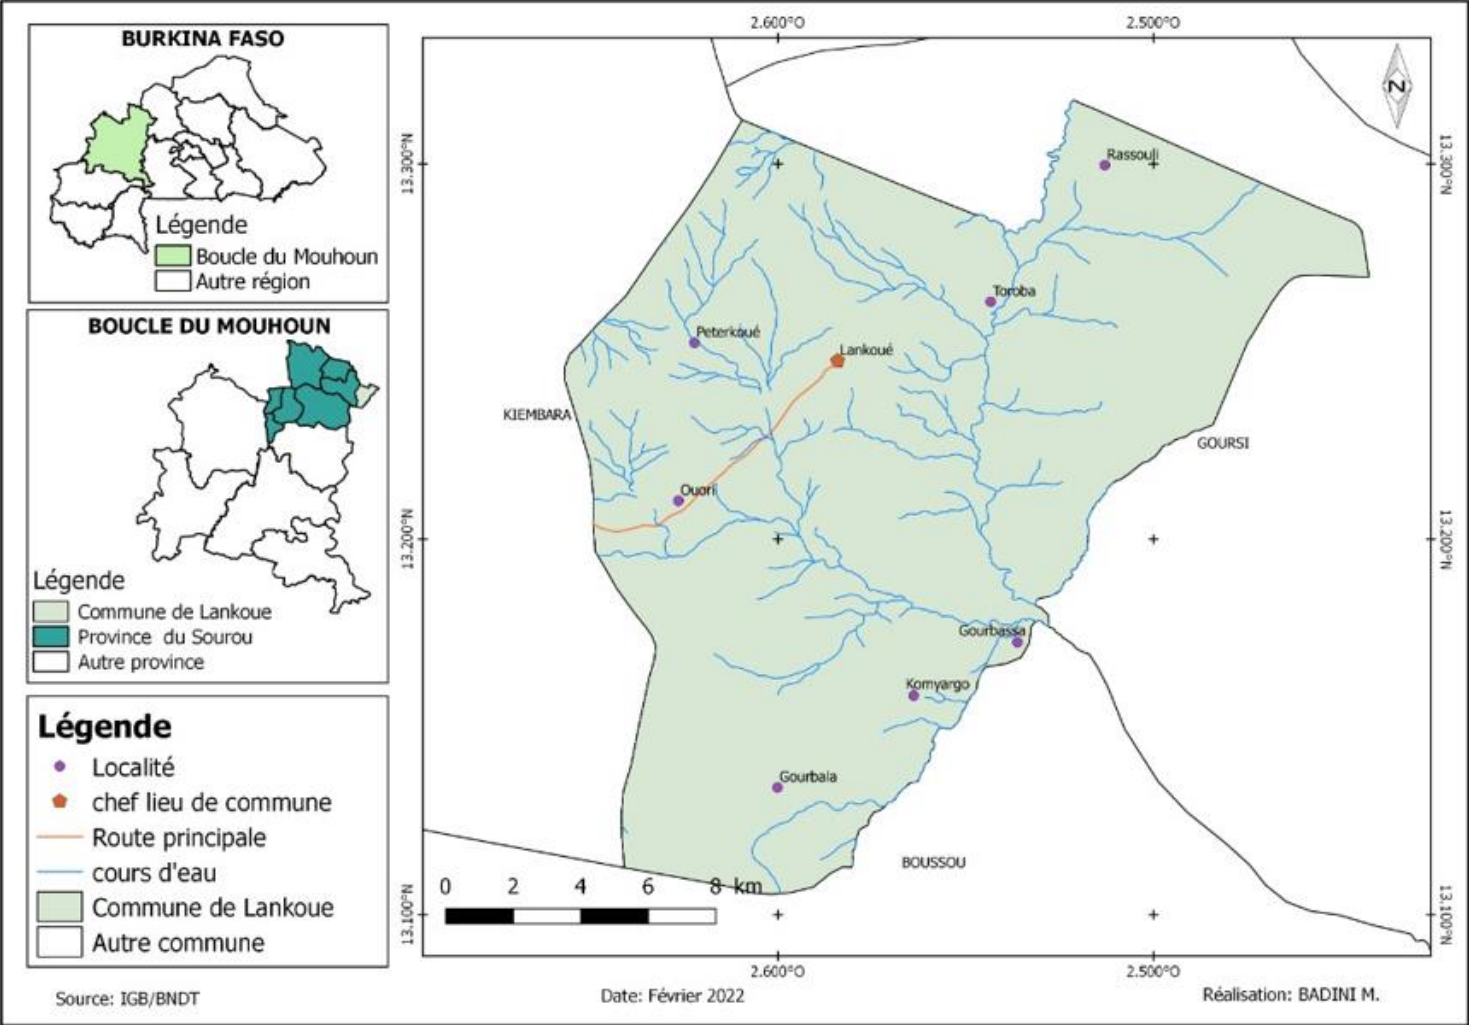 BURKINA FASO
Légende
Boucle du Mouhoun
Autre région
BOUCLE DU MOUHOUN
Légende
Commune de Lankoue
Province du Sourou
Autre province
Légende
Localité
chef lieu de commune
Route principale
cours d'eau
Commune de Lankoue
Autre commune
2.600°O 2.500°O
N
13.300°N 13.300°N
Rassouli
Toroba
Peterkoué
Lankoué
KIEMBARA
GOURSI
Ouori
13.200°N 13.200°N
Gourbassa
Komyargo
Gourbala
BOUSSOU
0 2 4 6 8 km
13.100°N 13.100°N
2.600°O 2.500°O
Source: IGB/BNDT
Date: Février 2022
Réalisation: BADINI M.